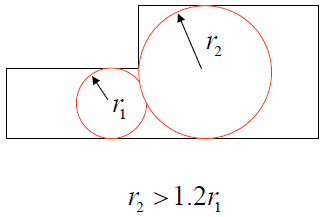 r₂
r₁
r₂ > 1.2r₁